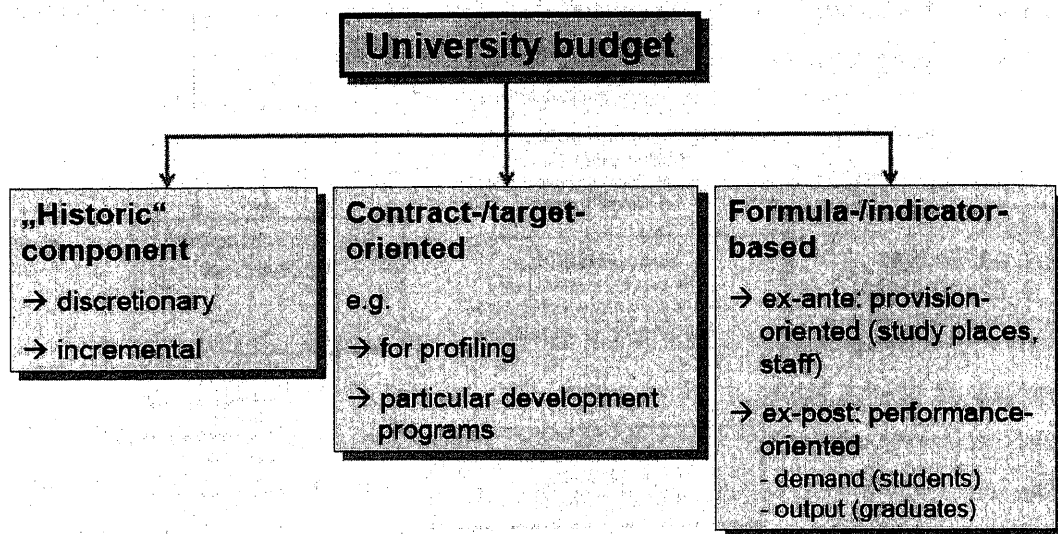 University budget
„Historic“
component
→ discretionary
→ incremental
Contract-/target-
oriented
e.g.
→ for profiling
→ particular development
programs
Formula-/indicator-
based
→ ex-ante: provision-
oriented (study places,
staff)
→ ex-post: performance-
oriented
- demand (students)
- output (graduates)